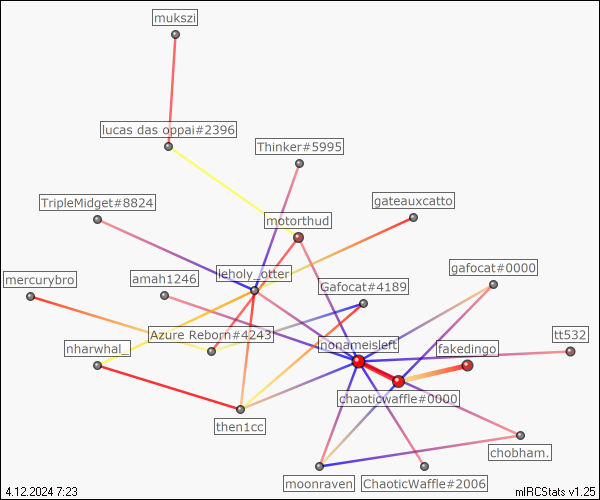 mukszi
lucas das oppai#2396
Thinker#5995
TripleMidget#8824
gateauxcatto
motorthud
leholy_otter
gafocat#0000
mercurybro
amah1246
Gafocat#4189
Azure Reborn#4243
nharwhal_
nonameisleft
fakedingo
tt532
chaoticwaffle#0000
then1cc
chobham.
moonraven
ChaoticWaffle#2006
4.12.2024 7:23
mIRCStats v1.25